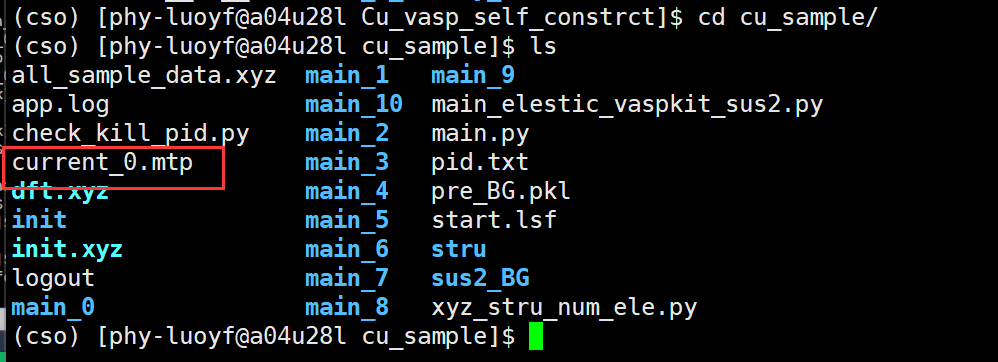 (cso) [phy-luoyf@a04u28l Cu_vasp_self_constrct]$ cd cu_sample/
(cso) [phy-luoyf@a04u28l cu_sample]$ ls
all_sample_data.xyz main_1 main_9
app.log main_10 main_elestic_vaspkit_sus2.py
check_kill_pid.py main_2 main.py
current_0.mtp main_3 pid.txt
dft.xyz main_4 pre_BG.pkl
init main_5 start.lsf
init.xyz main_6 stru
logout main_7 sus2_BG
main_0 main_8 xyz_stru_num_ele.py
(cso) [phy-luoyf@a04u28l cu_sample]$